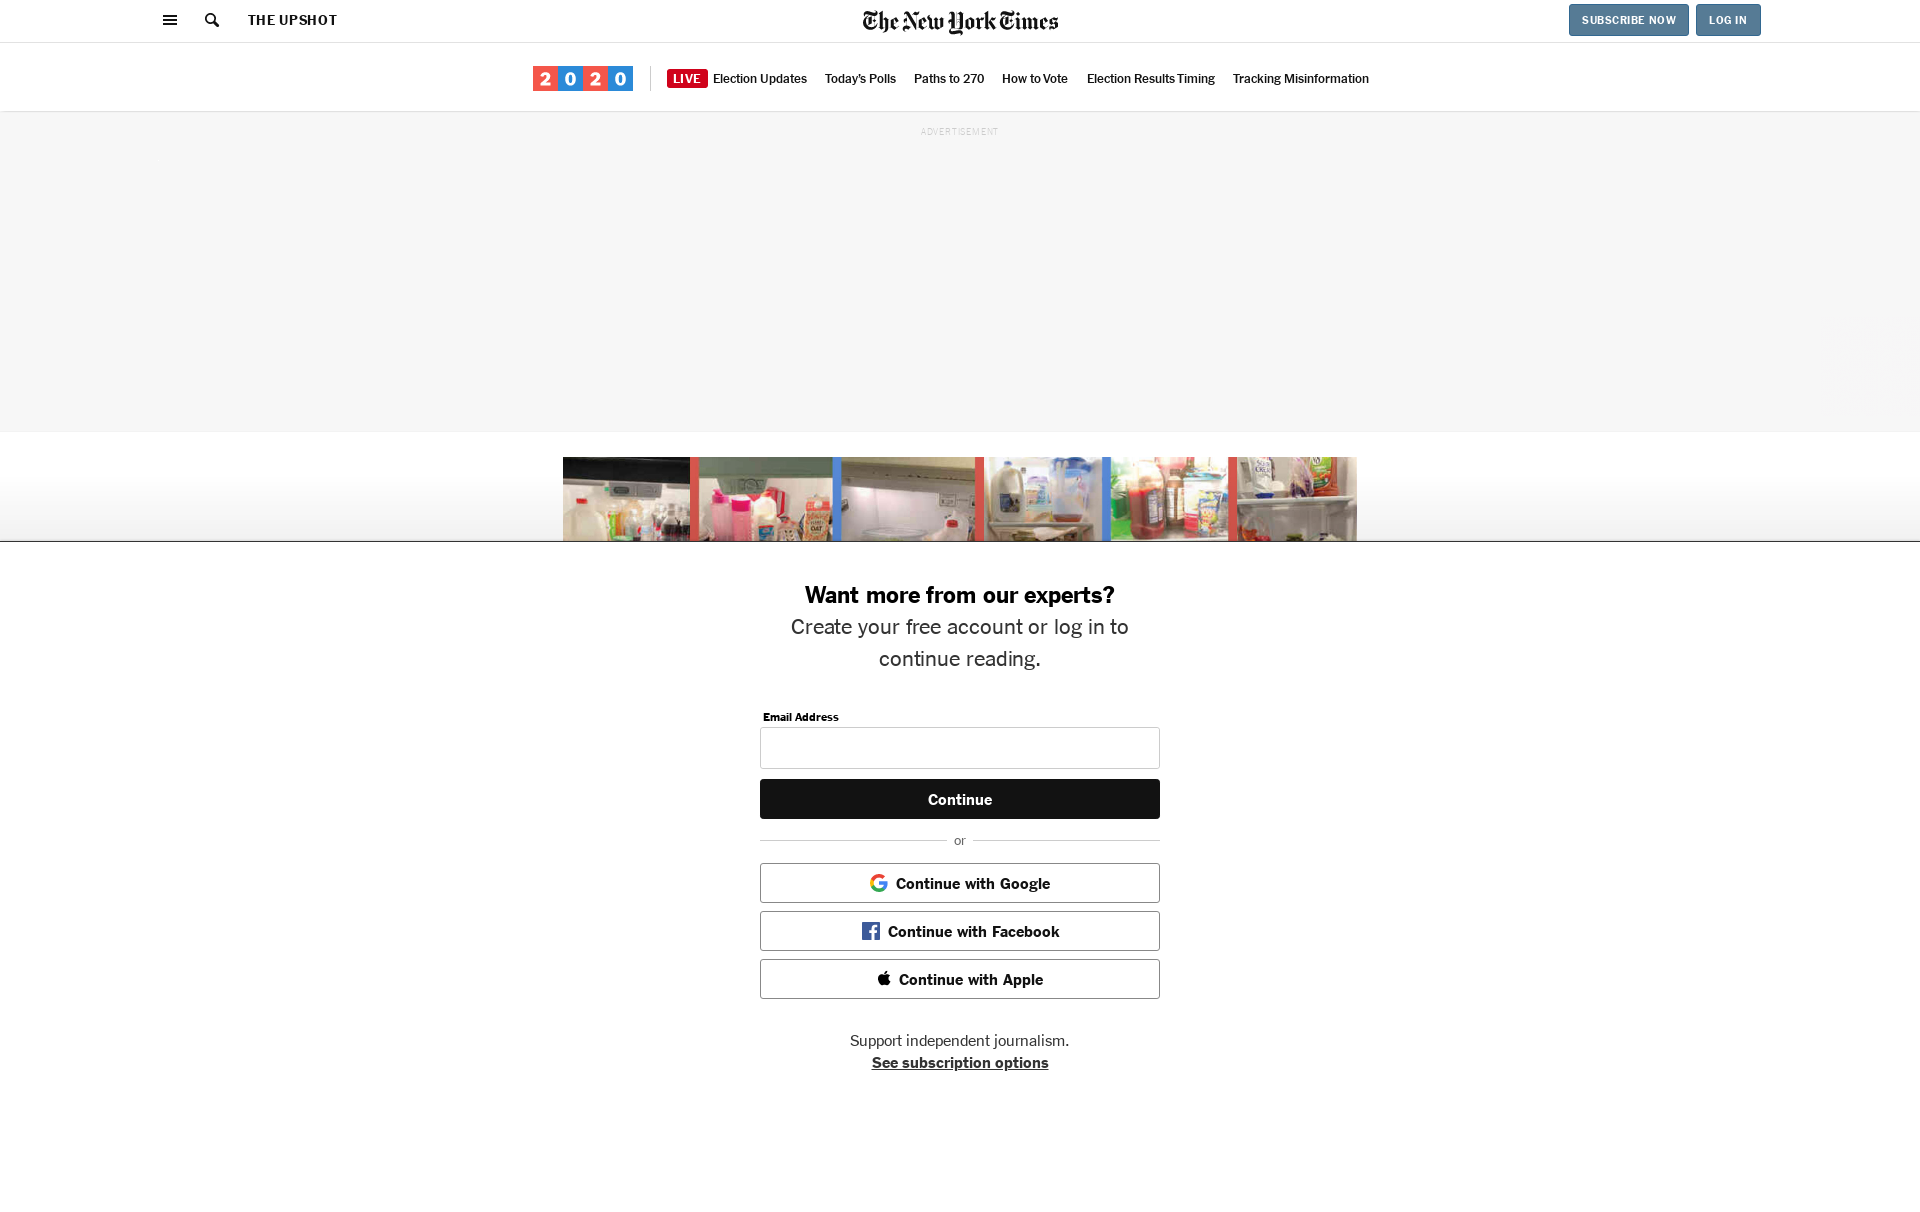 THE UPSHOT
The New York Times
SUBSCRIBE NOW
LOG IN
2020
LIVE Election Updates
Today's Polls
Paths to 270
How to Vote
Election Results Timing
Tracking Misinformation
ADVERTISEMENT
Want more from our experts?
Create your free account or log in to
continue reading.
Email Address
Continue
or
Continue with Google
Continue with Facebook
Continue with Apple
Support independent journalism.
See subscription options